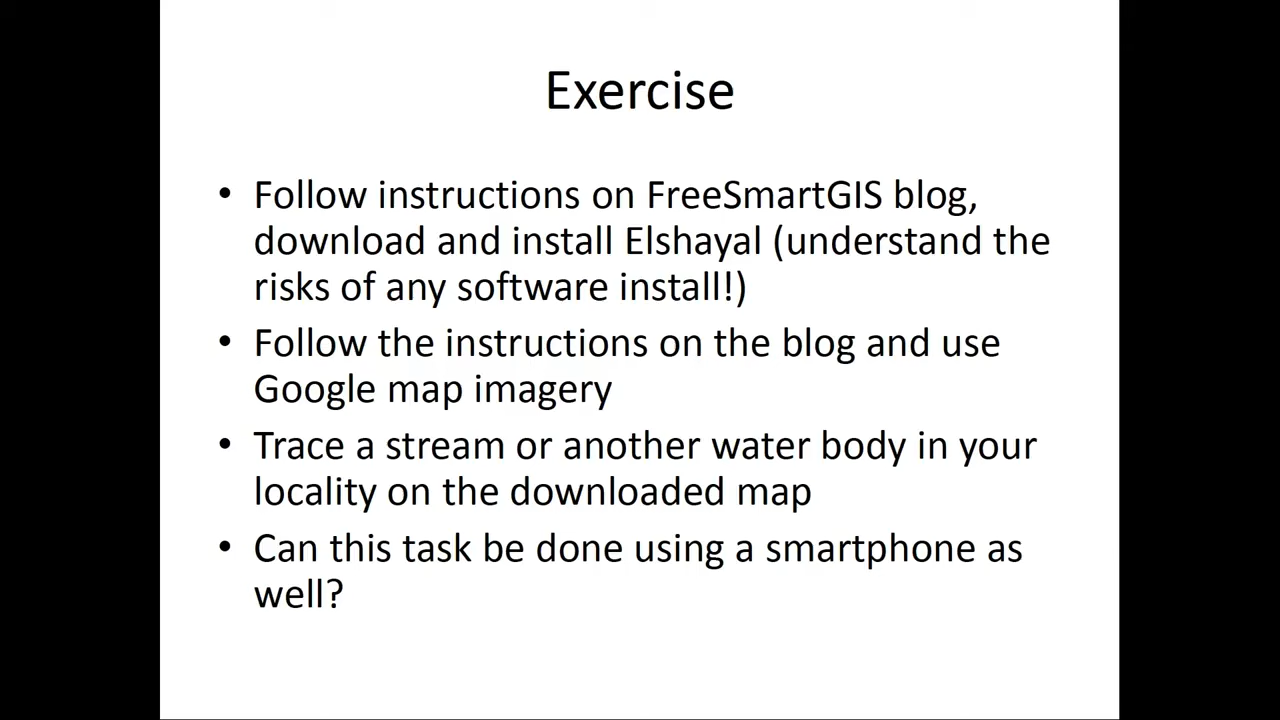 Exercise
• Follow instructions on FreeSmartGIS blog,
download and install Elshayal (understand the
risks of any software install!)
• Follow the instructions on the blog and use
Google map imagery
• Trace a stream or another water body in your
locality on the downloaded map
• Can this task be done using a smartphone as
well?